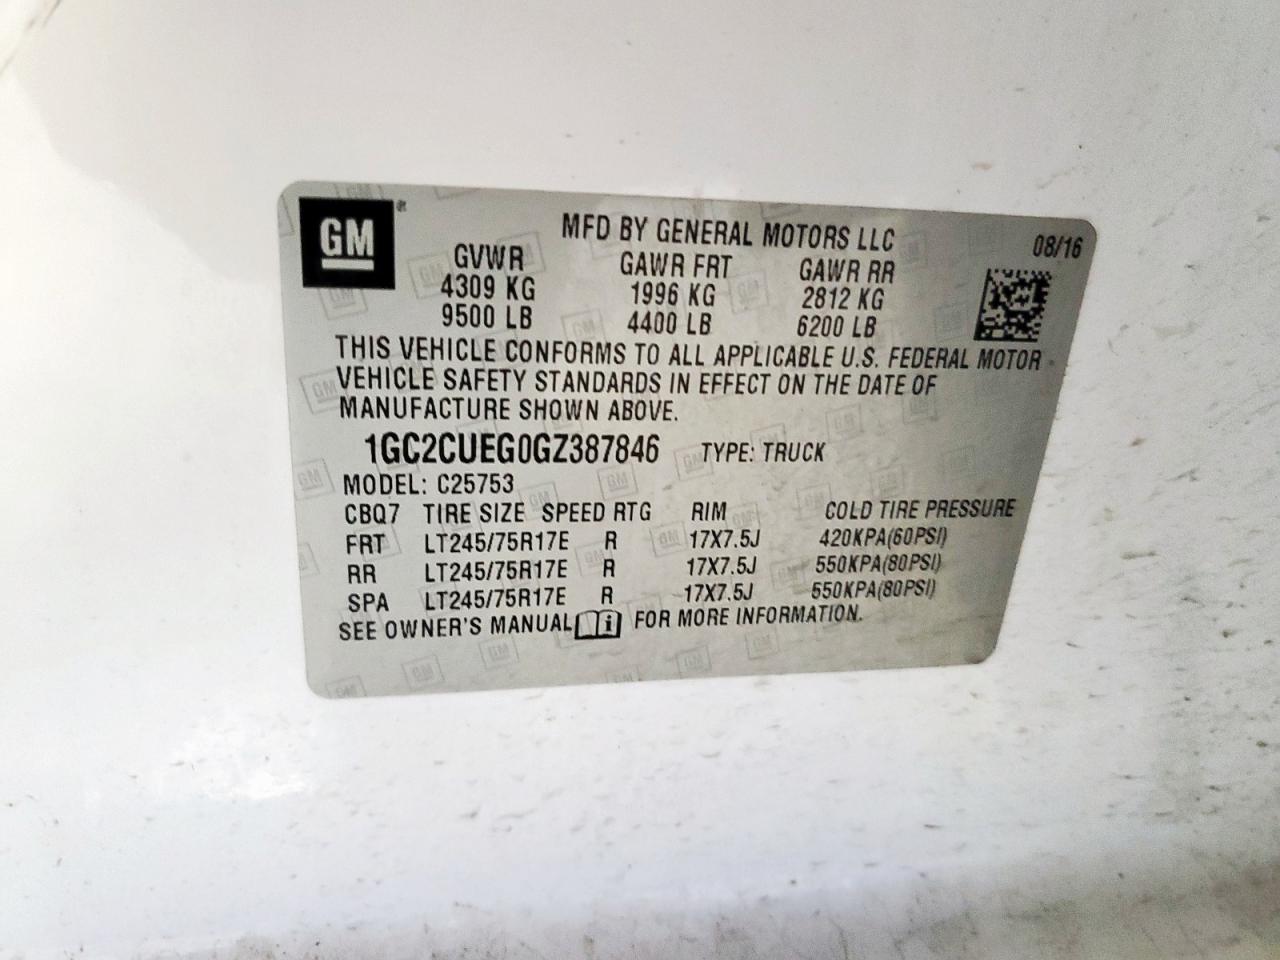 GM
MFD BY GENERAL MOTORS LLC 08/16
GVWR GAWR FRT GAWR RR
4309 KG 1996 KG 2812 KG
9500 LB 4400 LB 6200 LB
THIS VEHICLE CONFORMS TO ALL APPLICABLE U.S. FEDERAL MOTOR
VEHICLE SAFETY STANDARDS IN EFFECT ON THE DATE OF
MANUFACTURE SHOWN ABOVE.
1GC2CUEG0GZ387846 TYPE: TRUCK
MODEL: C25753
CBQ7 TIRE SIZE SPEED RTG RIM COLD TIRE PRESSURE
FRT LT245/75R17E R 17X7.5J 420KPA(60PSI)
RR LT245/75R17E R 17X7.5J 550KPA(80PSI)
SPA LT245/75R17E R 17X7.5J 550KPA(80PSI)
SEE OWNER'S MANUAL i FOR MORE INFORMATION.